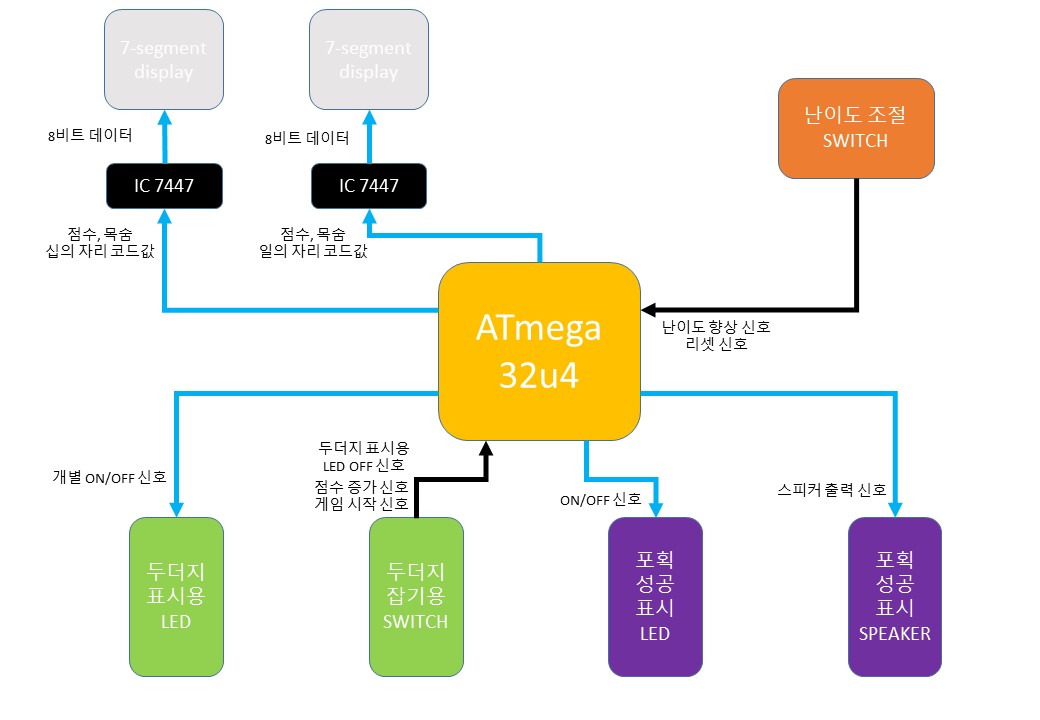 7-segment
display
7-segment
display
난이도 조절
SWITCH
8비트 데이터
8비트 데이터
IC 7447
IC 7447
점수, 목숨
십의 자리 코드값
점수, 목숨
일의 자리 코드값
ATmega
32u4
난이도 향상 신호
리셋 신호
두더지 표시용
LED OFF 신호
점수 증가 신호
게임 시작 신호
개별 ON/OFF 신호
ON/OFF 신호
스피커 출력 신호
두더지
표시용
LED
두더지
잡기용
SWITCH
포획
성공
표시
LED
포획
성공
표시
SPEAKER